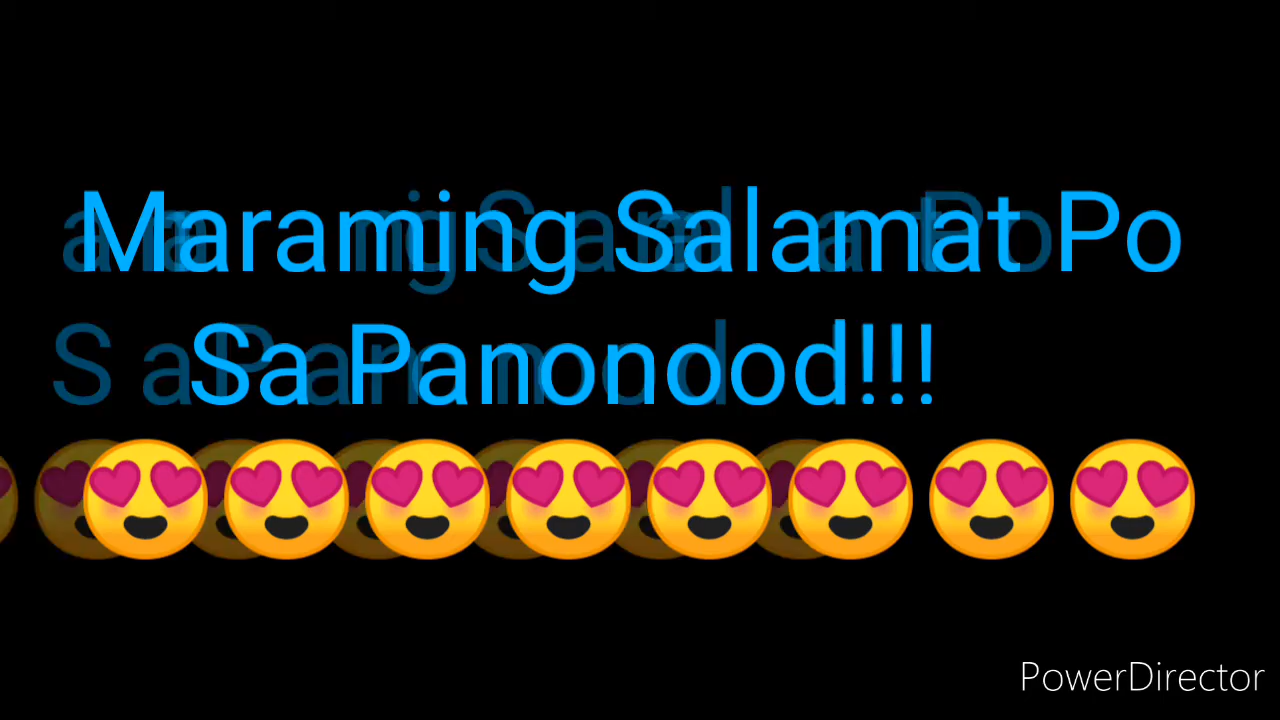 Maraming Salamat Po
Sa Panonood!!!
😍😍😍😍😍😍😍😍
PowerDirector